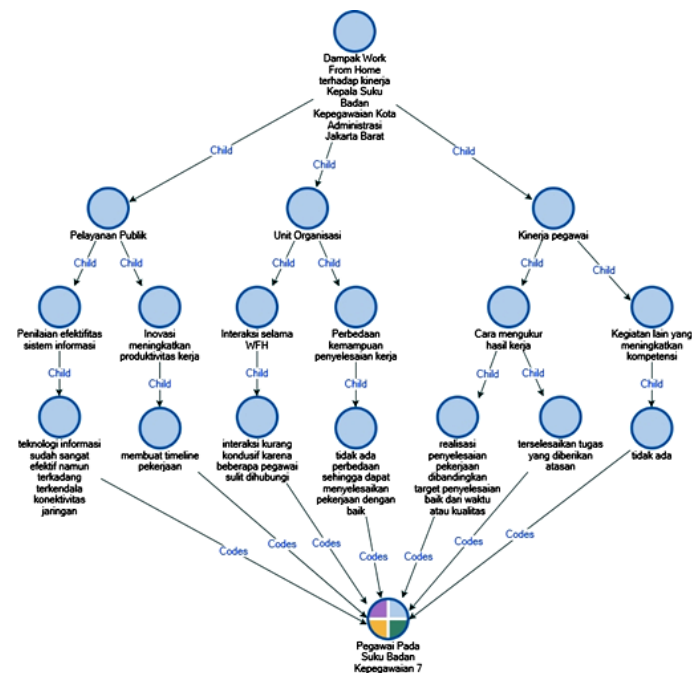 Dampak Work
From Home
terhadap kinerja
Kepala Suku
Badan
Kepegawaian Kota
Administrasi
Jakarta Barat
Child
Child
Child
Pelayanan Publik
Unit Organisasi
Kinerja pegawai
Child
Child
Child
Child
Child
Child
Penilaian efektifitas
sistem informasi
Inovasi
meningkatkan
produktivitas kerja
Interaksi selama
WFH
Perbedaan
kemampuan
penyelesaian kerja
Cara mengukur
hasil kerja
Kegiatan lain yang
meningkatkan
kompetensi
Child
Child
Child
Child
Child
Child
Child
teknologi informasi
sudah sangat
efektif namun
terkadang
terkendala
konektivitas
jaringan
membuat timeline
pekerjaan
interaksi kurang
kondusif karena
beberapa pegawai
sulit dihubungi
tidak ada
perbedaan
sehingga dapat
menyelesaikan
pekerjaan dengan
baik
realisasi
penyelesaian
pekerjaan
dibandingkan
target penyelesaian
baik dari waktu
atau kualitas
terselesaikan tugas
yang diberikan
atasan
tidak ada
Codes
Codes
Codes
Codes
Codes
Codes
Codes
Pegawai Pada
Suku Badan
Kepegawaian 7